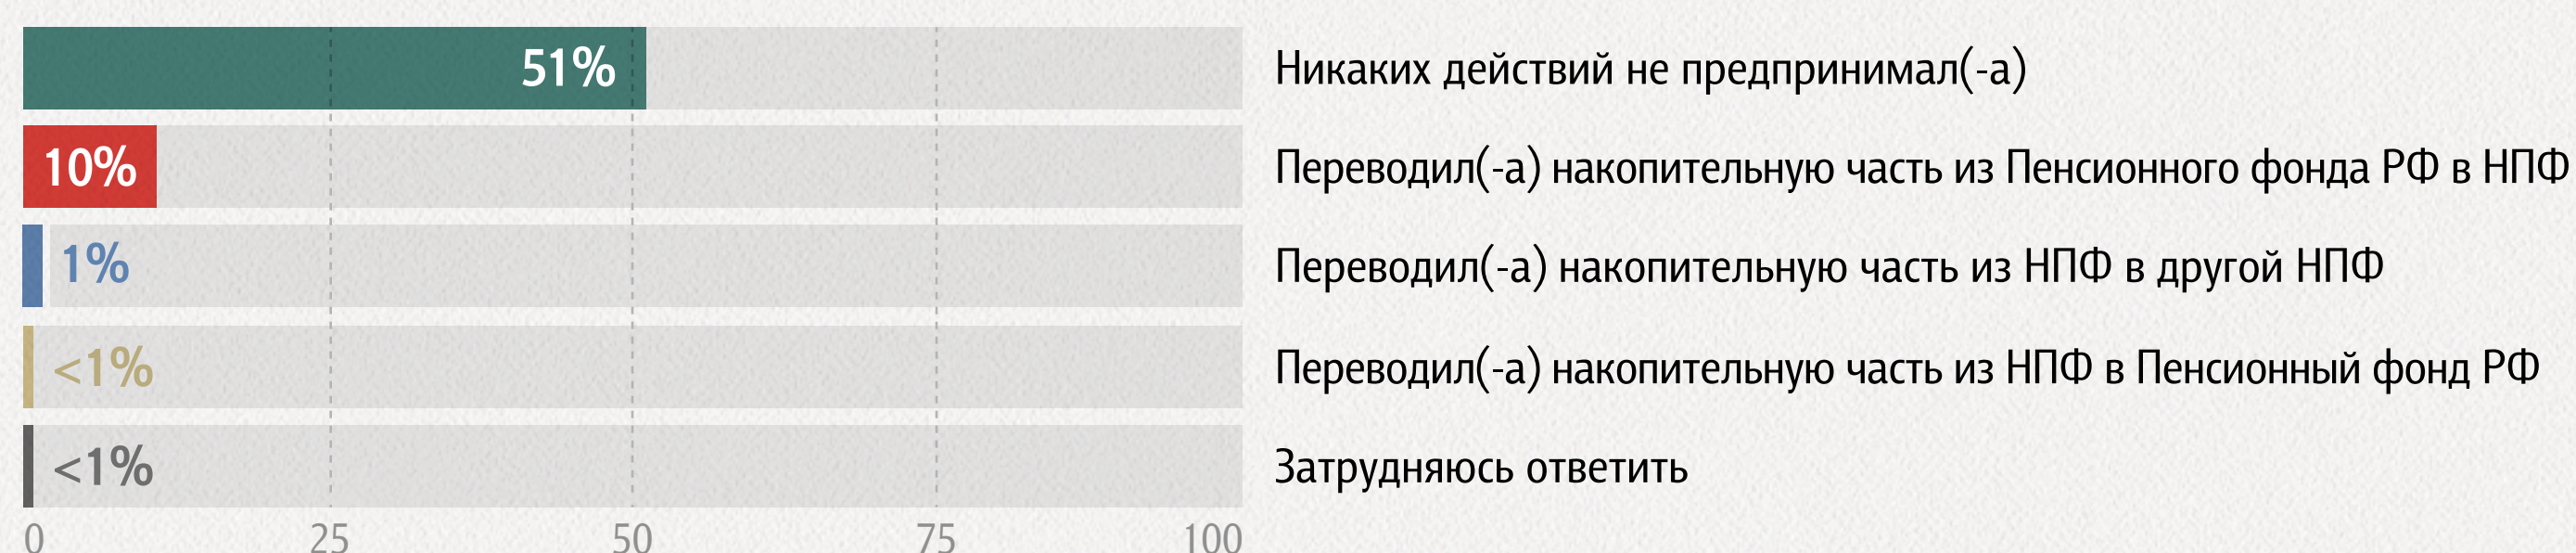 51% Никаких действий не предпринимал(-а)
10% Переводил(-а) накопительную часть из Пенсионного фонда РФ в НПФ
1% Переводил(-а) накопительную часть из НПФ в другой НПФ
<1% Переводил(-а) накопительную часть из НПФ в Пенсионный фонд РФ
<1% Затрудняюсь ответить
0 25 50 75 100